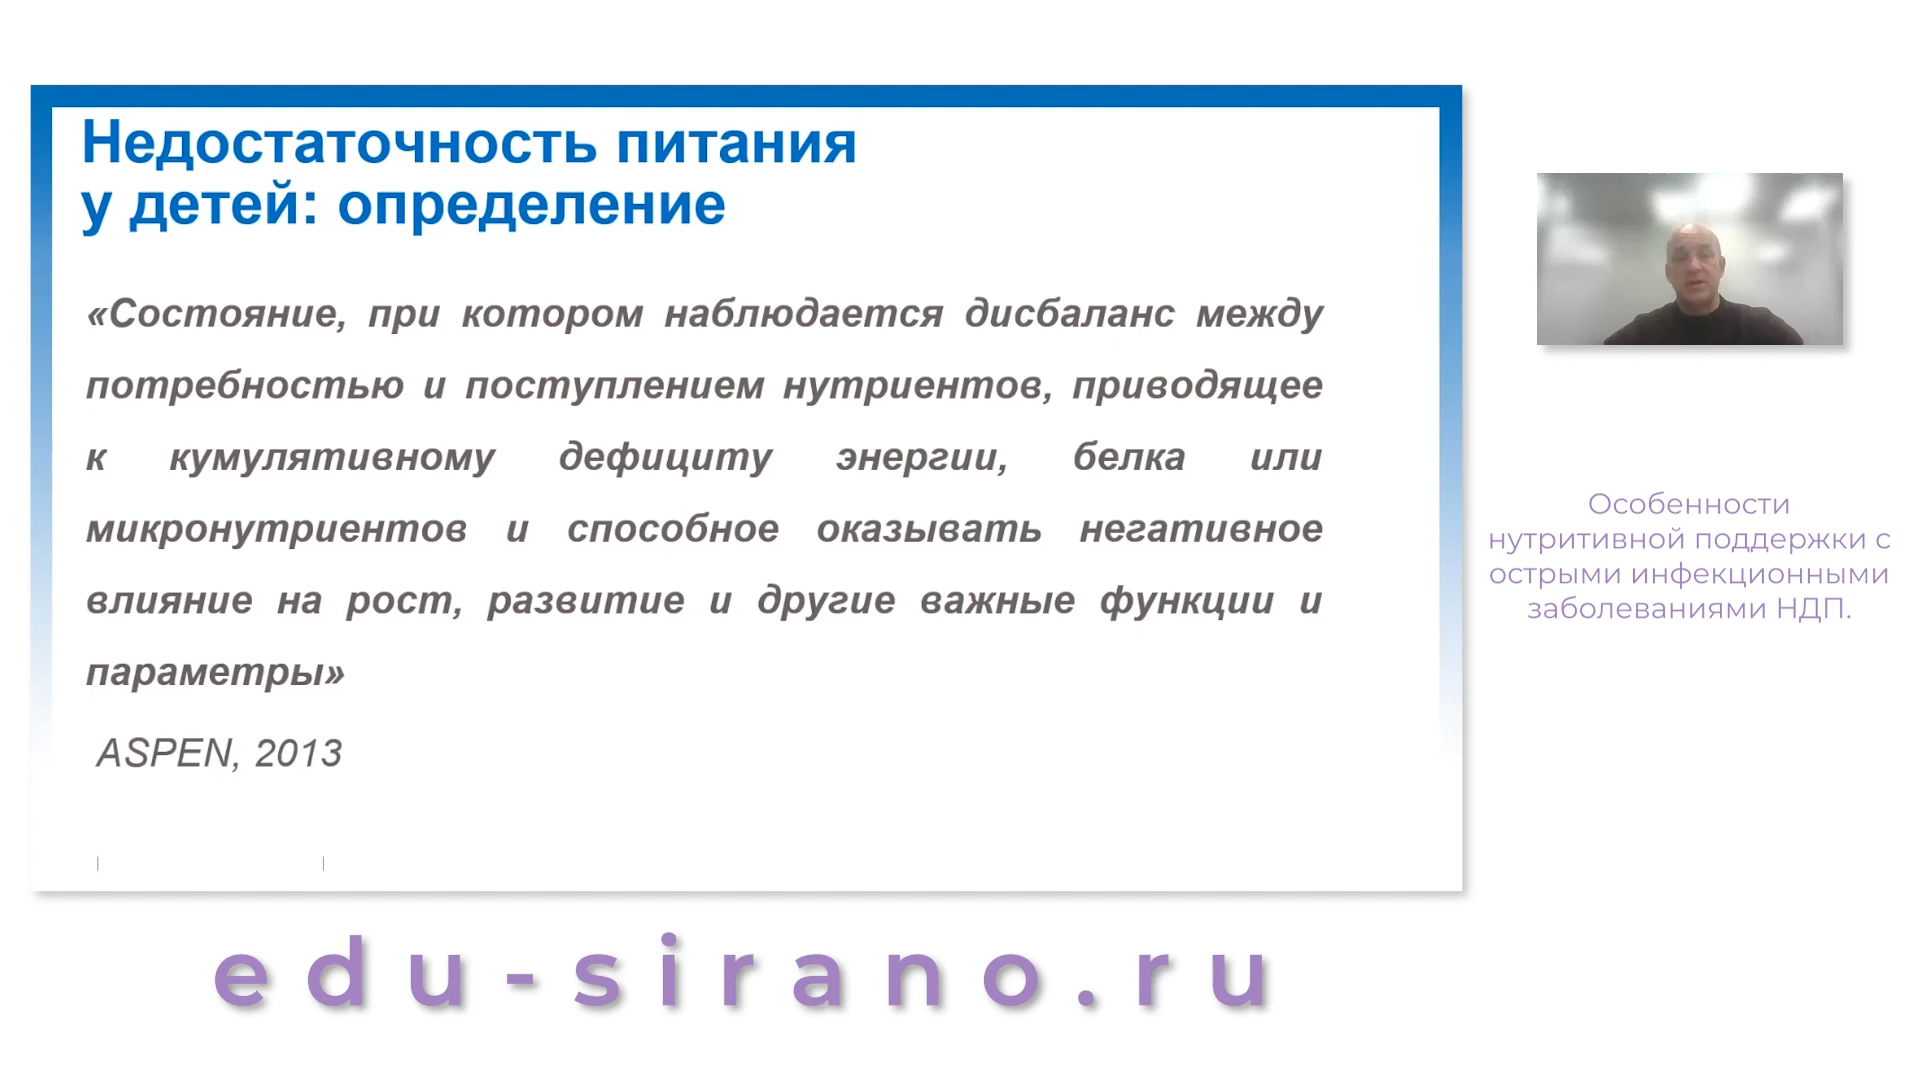 Недостаточность питания
у детей: определение
«Состояние, при котором наблюдается дисбаланс между
потребностью и поступлением нутриентов, приводящее
к кумулятивному дефициту энергии, белка или
микронутриентов и способное оказывать негативное
влияние на рост, развитие и другие важные функции и
параметры»
ASPEN, 2013
Особенности
нутритивной поддержки с
острыми инфекционными
заболеваниями НДП.
edu-sirano.ru